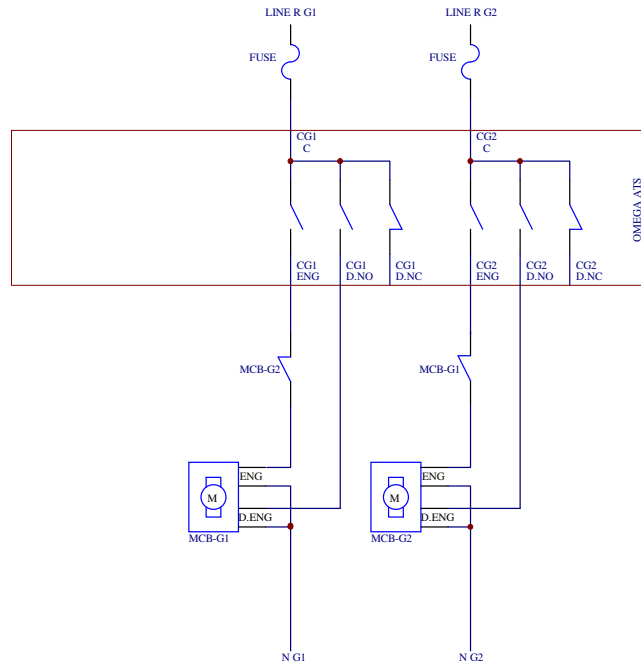 LINE R G1
LINE R G2
FUSE
FUSE
CG1
C
CG2
C
OMEGA ATS
CG1
ENG
CG1
D.NO
CG1
D.NC
CG2
ENG
CG2
D.NO
CG2
D.NC
MCB-G2
MCB-G1
ENG
ENG
M
M
D.ENG
D.ENG
MCB-G1
MCB-G2
N G1
N G2